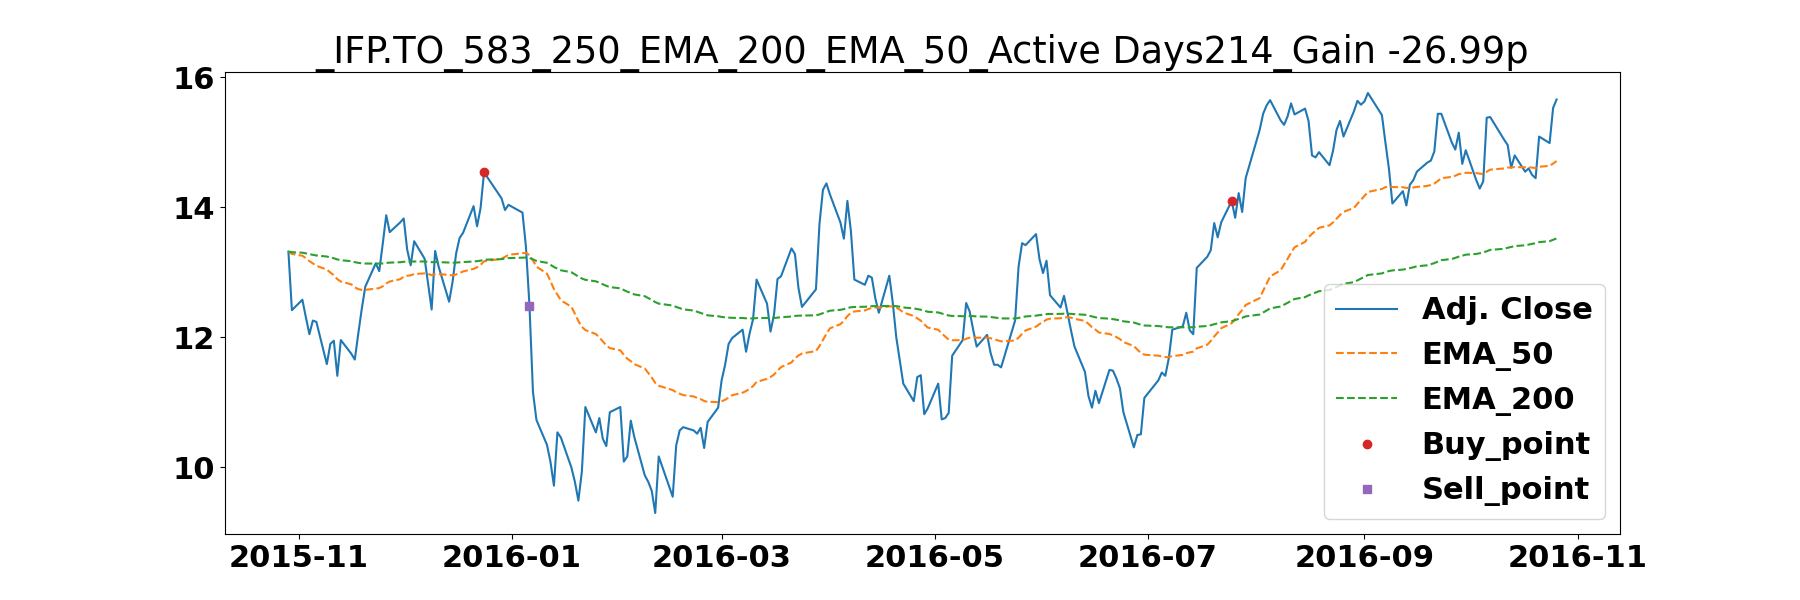 _IFP.TO_583_250_EMA_200_EMA_50_Active Days214_Gain -26.99p
16
14
12
10
2015-11 2016-01 2016-03 2016-05 2016-07 2016-09 2016-11
Adj. Close
EMA_50
EMA_200
Buy_point
Sell_point